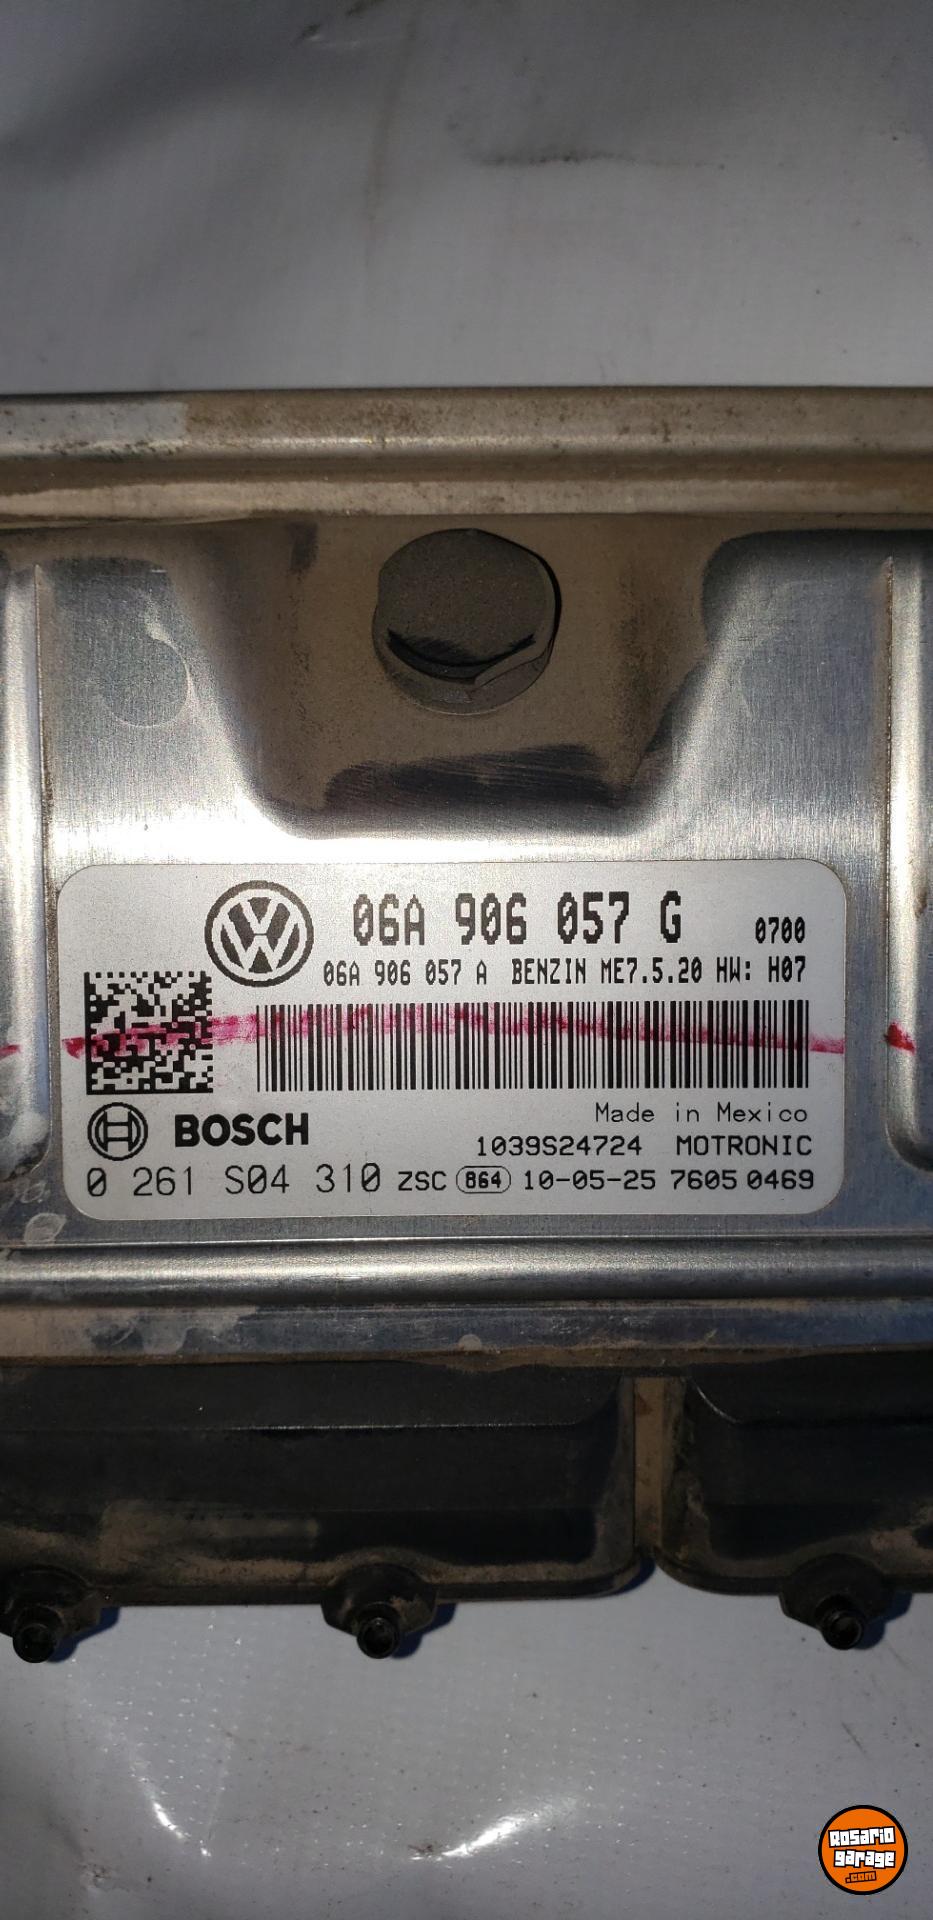 06A 906 057 G 0700
06A 906 057 A BENZIN ME7.5.20 HW: H07
Made in Mexico
BOSCH
1039S24724 MOTRONIC
0 261 S04 310 ZSC 864 10-05-25 7605 0469
Rosario
garage
.com